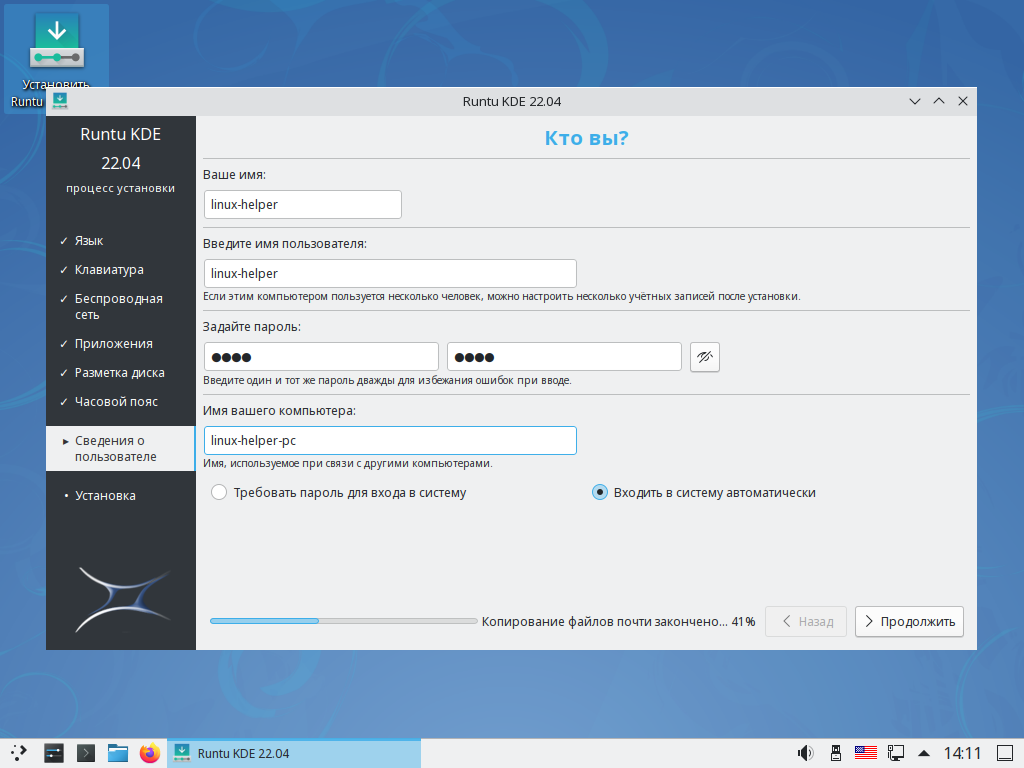 Установить
Runtu
Runtu KDE 22.04
Runtu KDE
22.04
процесс установки
✓ Язык
✓ Клавиатура
✓ Беспроводная
сеть
✓ Приложения
✓ Разметка диска
✓ Часовой пояс
▸ Сведения о
пользователе
• Установка
Кто вы?
Ваше имя:
linux-helper
Введите имя пользователя:
linux-helper
Если этим компьютером пользуется несколько человек, можно настроить несколько учётных записей после установки.
Задайте пароль:
●●●● ●●●●
Введите один и тот же пароль дважды для избежания ошибок при вводе.
Имя вашего компьютера:
linux-helper-pc
Имя, используемое при связи с другими компьютерами.
Требовать пароль для входа в систему Входить в систему автоматически
Копирование файлов почти закончено... 41% Назад Продолжить
Runtu KDE 22.04 14:11